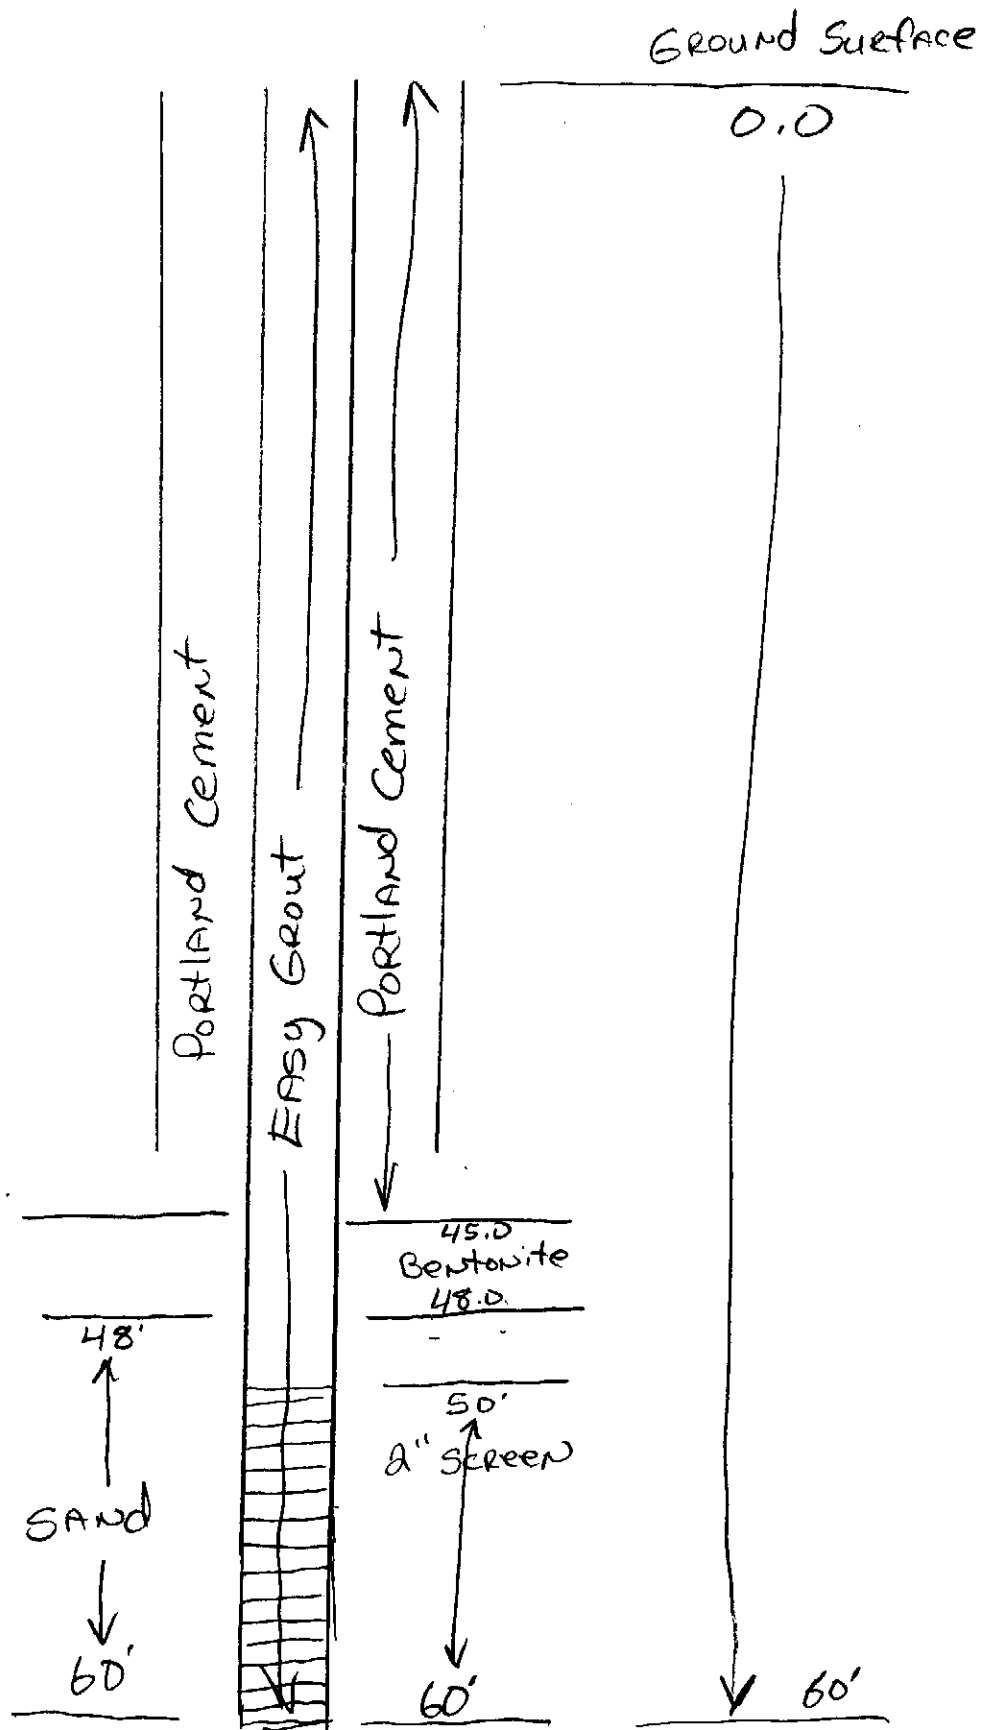 Ground Surface
0.0
Portland Cement
Easy Grout
Portland Cement
45.0
Bentonite
48.0
48'
50'
2" Screen
Sand
60'
60'
60'